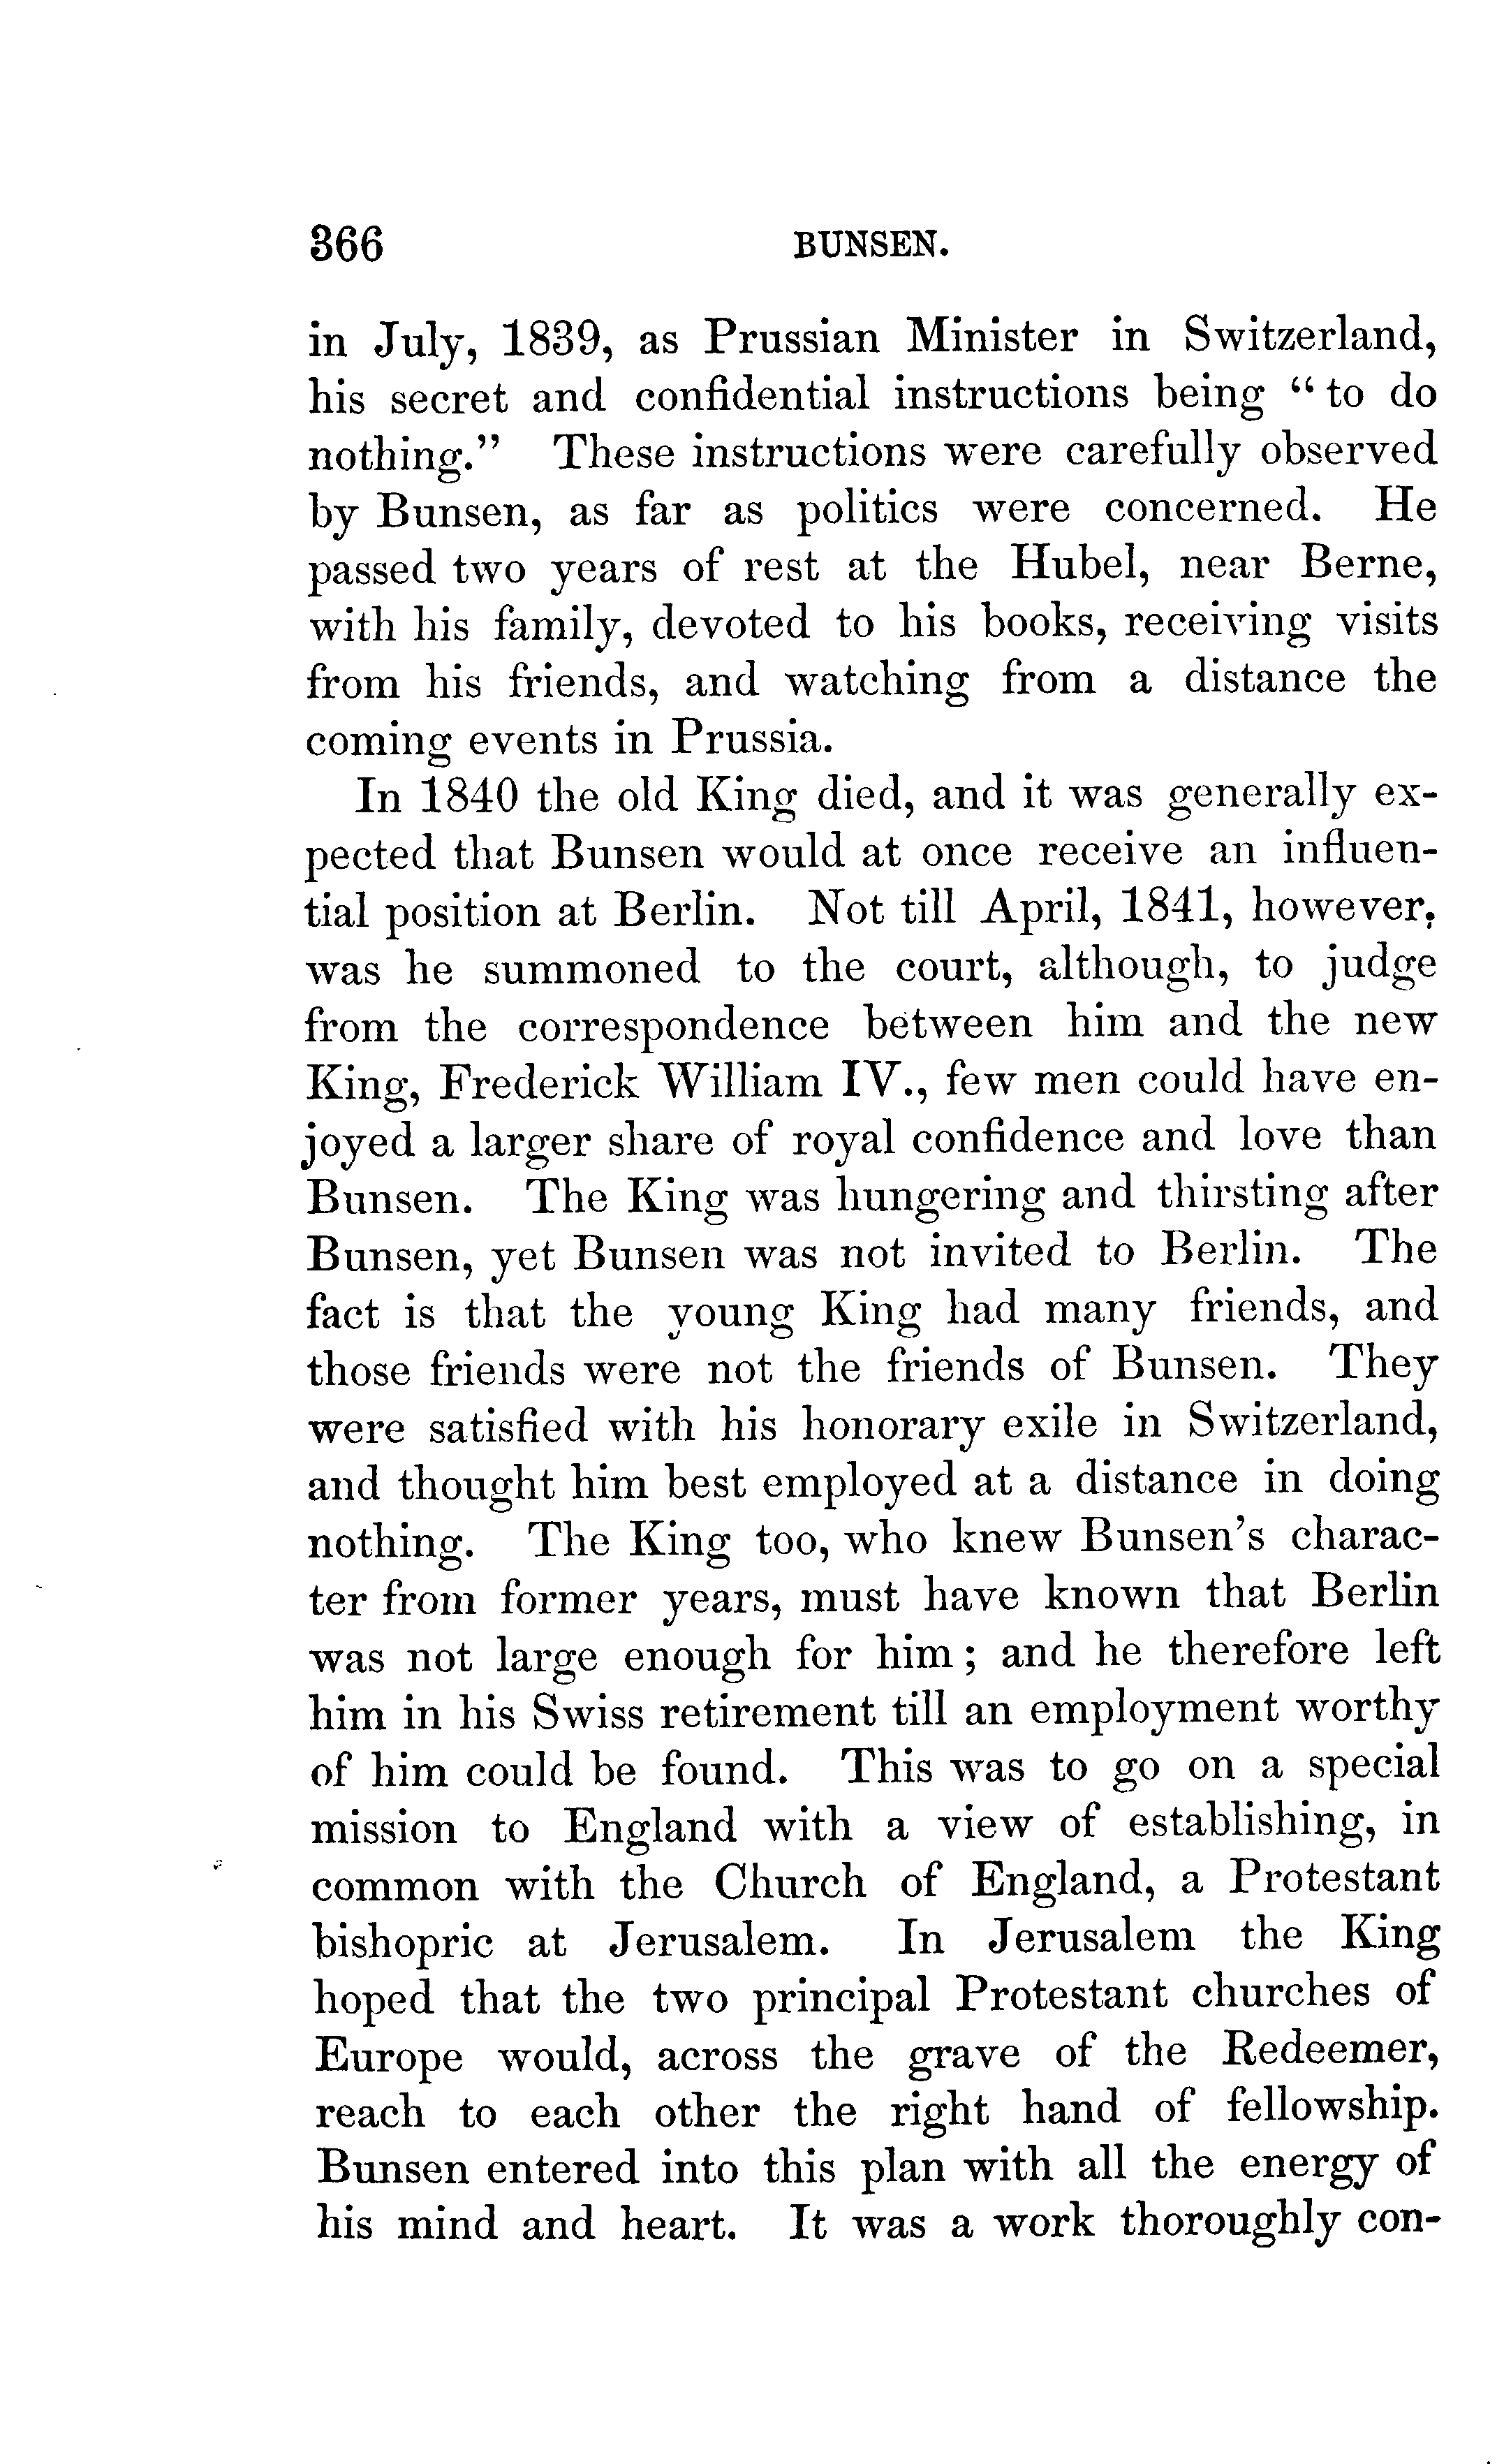 366 BUNSEN.
in July, 1839, as Prussian Minister in Switzerland,
his secret and confidential instructions being “to do
nothing.” These instructions were carefully observed
by Bunsen, as far as politics were concerned. He
passed two years of rest at the Hubel, near Berne,
with his family, devoted to his books, receiving visits
from his friends, and watching from a distance the
coming events in Prussia.
In 1840 the old King died, and it was generally ex-
pected that Bunsen would at once receive an influen-
tial position at Berlin. Not till April, 1841, however,
was he summoned to the court, although, to judge
from the correspondence between him and the new
King, Frederick William IV., few men could have en-
joyed a larger share of royal confidence and love than
Bunsen. The King was hungering and thirsting after
Bunsen, yet Bunsen was not invited to Berlin. The
fact is that the young King had many friends, and
those friends were not the friends of Bunsen. They
were satisfied with his honorary exile in Switzerland,
and thought him best employed at a distance in doing
nothing. The King too, who knew Bunsen’s charac-
ter from former years, must have known that Berlin
was not large enough for him; and he therefore left
him in his Swiss retirement till an employment worthy
of him could be found. This was to go on a special
mission to England with a view of establishing, in
common with the Church of England, a Protestant
bishopric at Jerusalem. In Jerusalem the King
hoped that the two principal Protestant churches of
Europe would, across the grave of the Redeemer,
reach to each other the right hand of fellowship.
Bunsen entered into this plan with all the energy of
his mind and heart. It was a work thoroughly con-